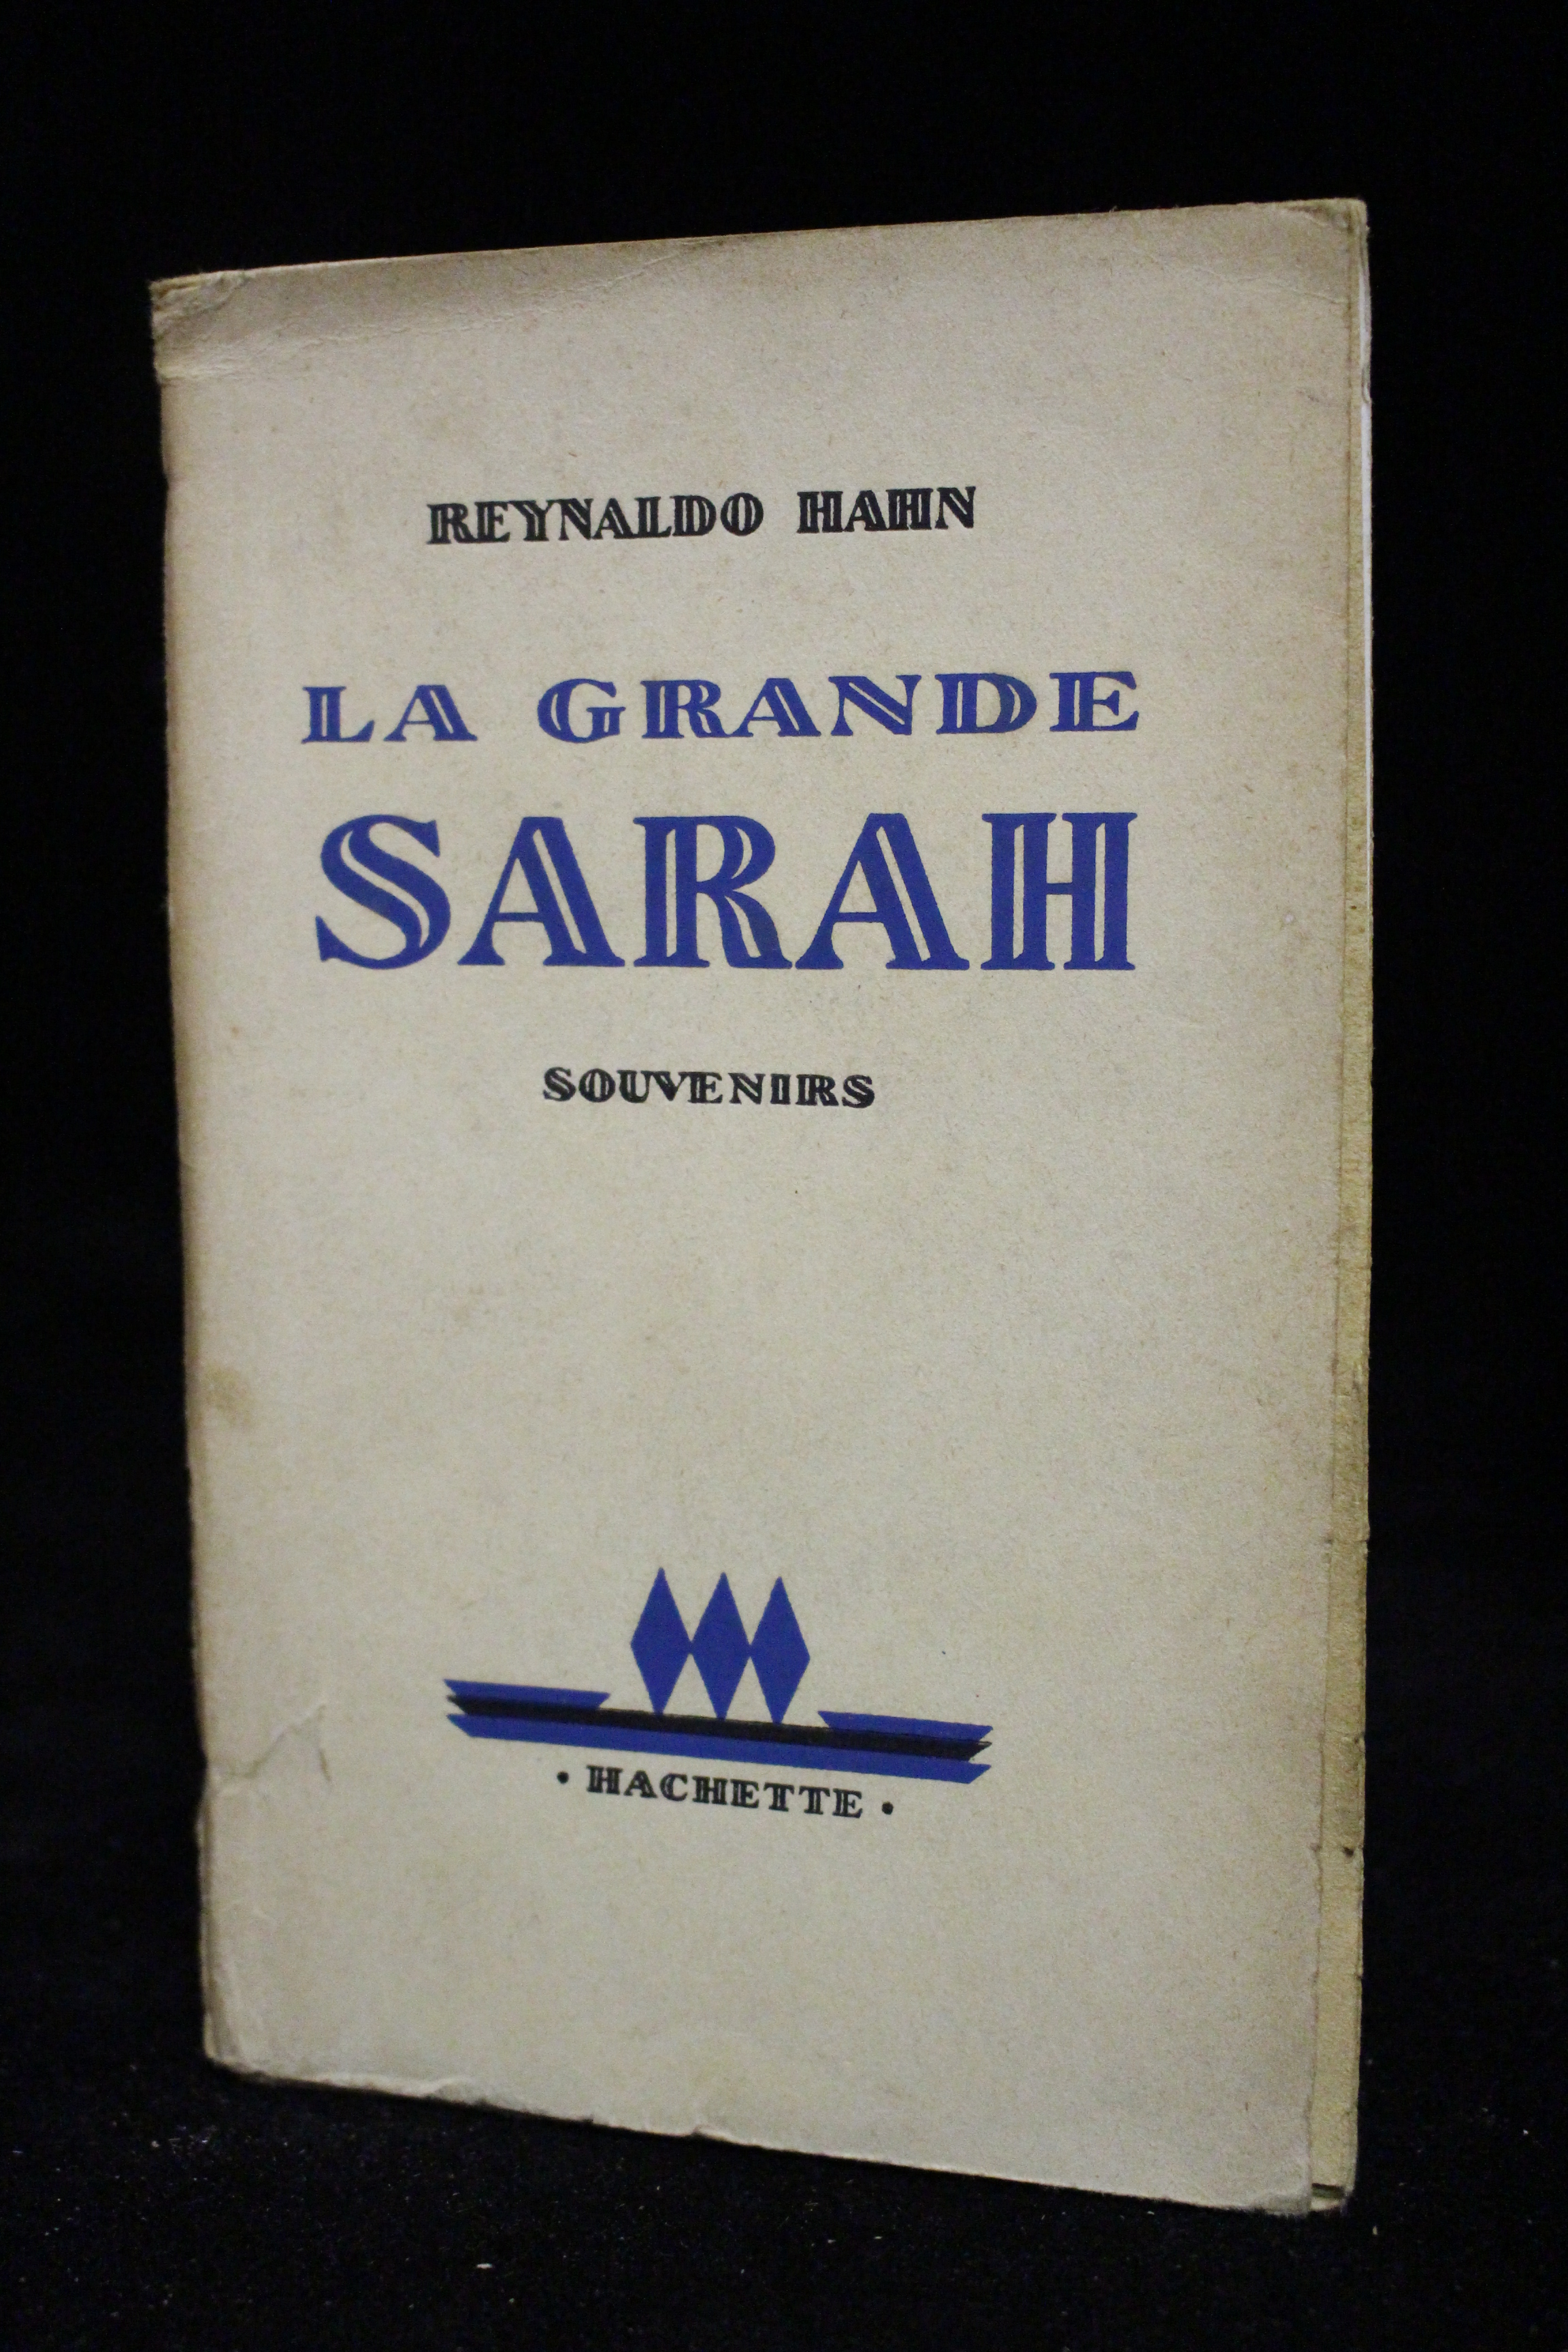 REYNALDO HAHN
LA GRANDE
SARAH
SOUVENIRS
• HACHETTE •